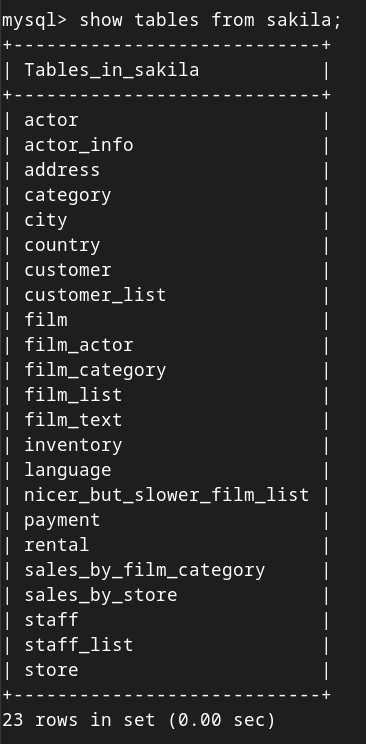 mysql> show tables from sakila;
+----------------------------+
| Tables_in_sakila           |
+----------------------------+
| actor                      |
| actor_info                 |
| address                    |
| category                   |
| city                       |
| country                    |
| customer                   |
| customer_list              |
| film                       |
| film_actor                 |
| film_category              |
| film_list                  |
| film_text                  |
| inventory                  |
| language                   |
| nicer_but_slower_film_list |
| payment                    |
| rental                     |
| sales_by_film_category     |
| sales_by_store             |
| staff                      |
| staff_list                 |
| store                      |
+----------------------------+
23 rows in set (0.00 sec)